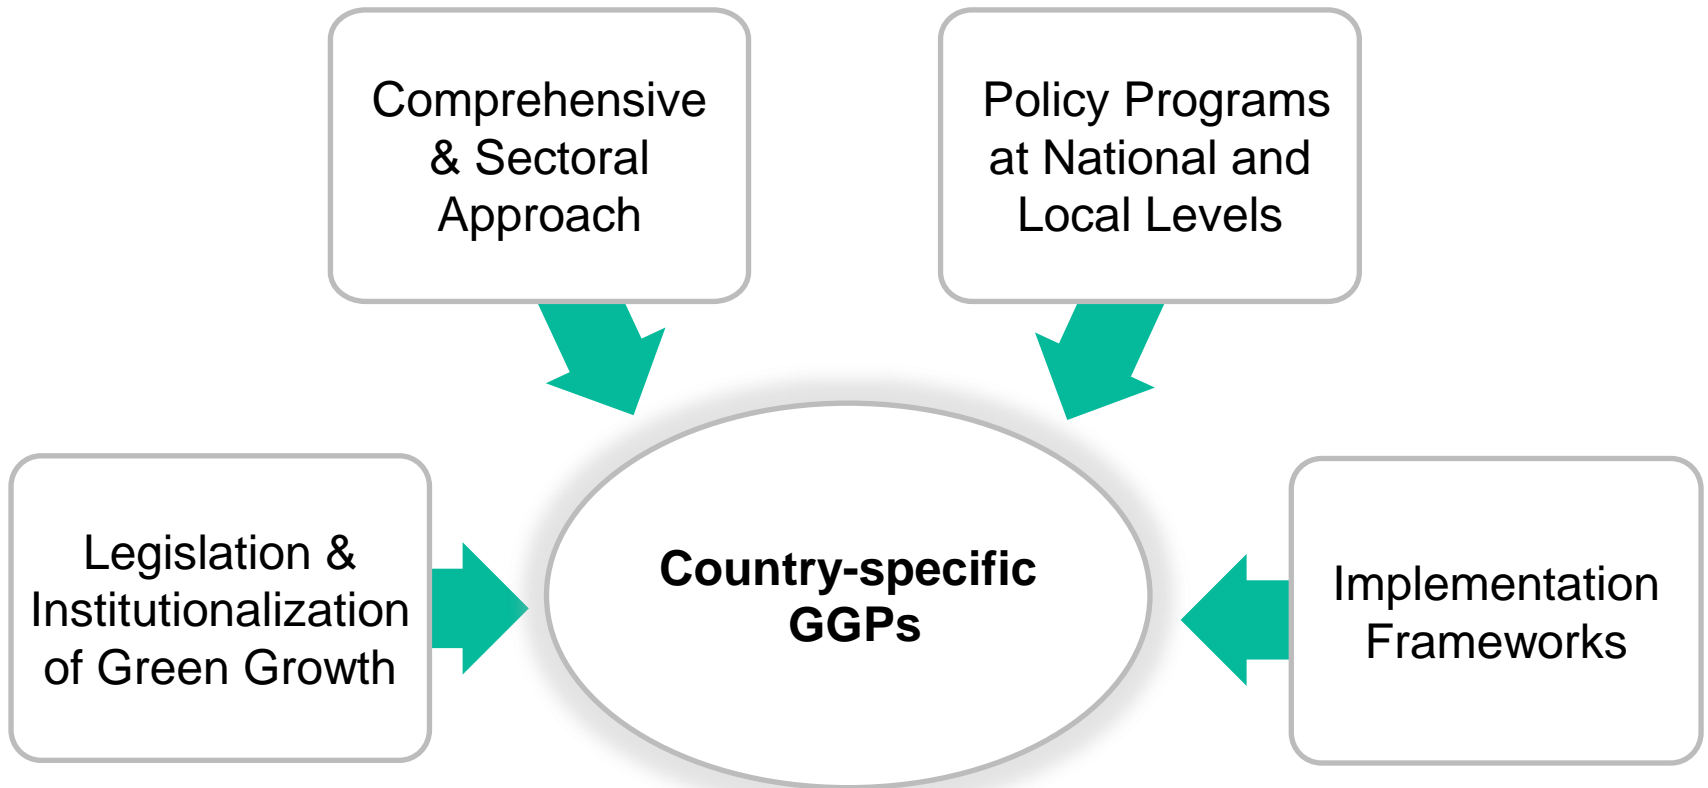 Comprehensive
& Sectoral
Approach
Policy Programs
at National and
Local Levels
Legislation &
Institutionalization
of Green Growth
Country-specific
GGPs
Implementation
Frameworks